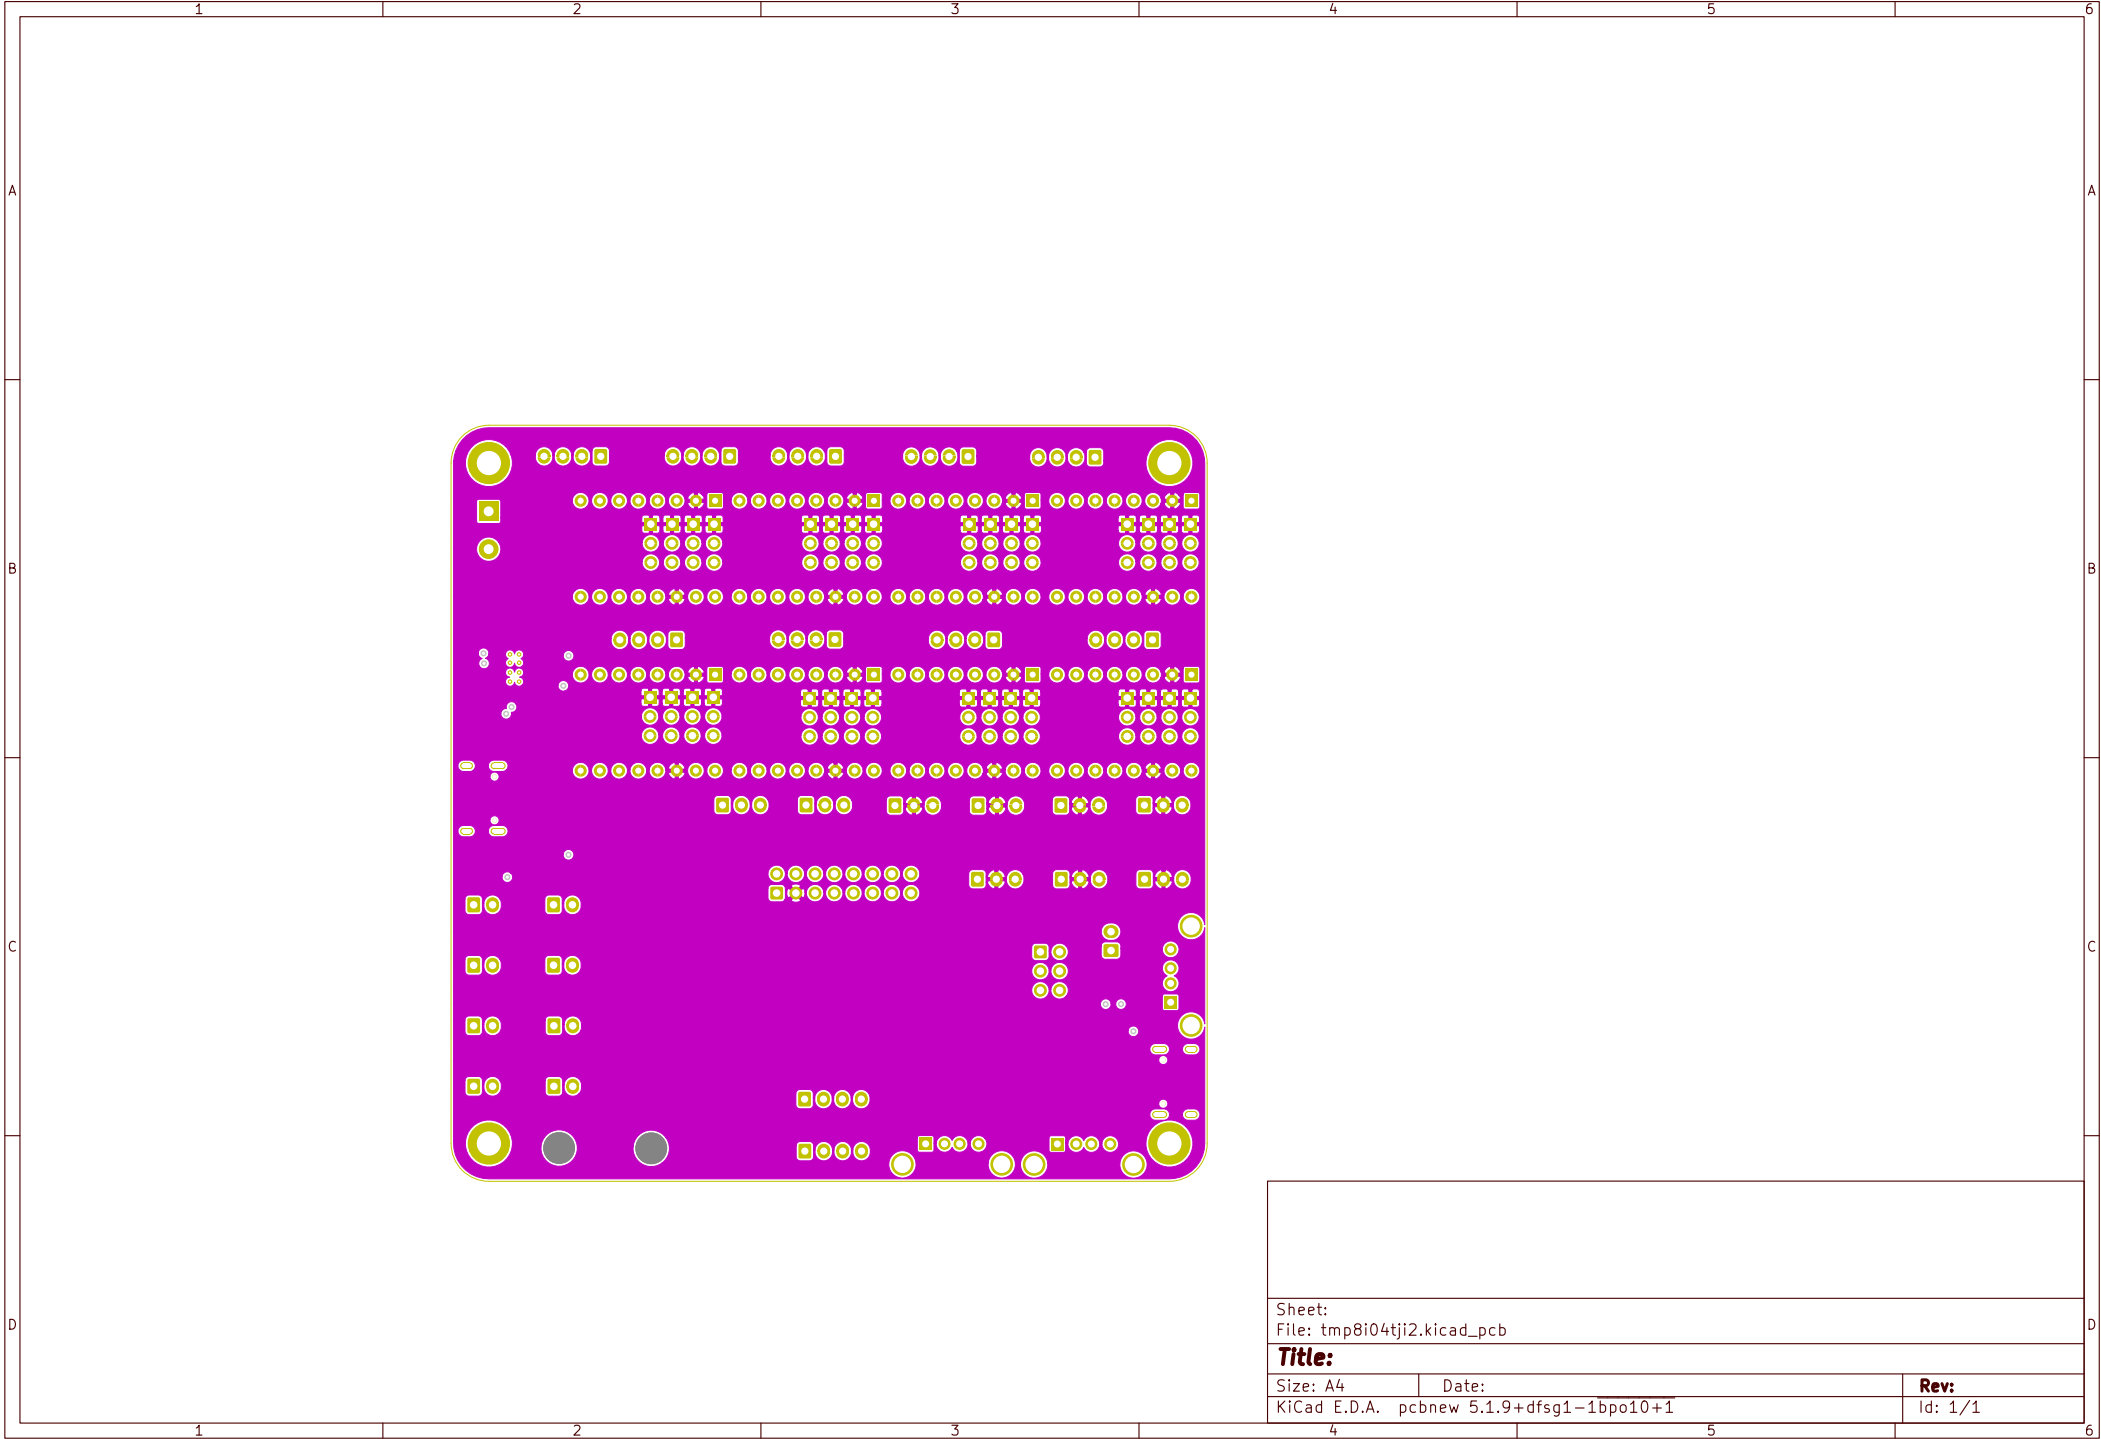 1 2 3 4 5 6
A A
B B
C C
D D
Sheet:
File: tmp8i04tji2.kicad_pcb
Title:
Size: A4 Date: Rev:
KiCad E.D.A. pcbnew 5.1.9+dfsg1-1bpo10+1 Id: 1/1
1 2 3 4 5 6